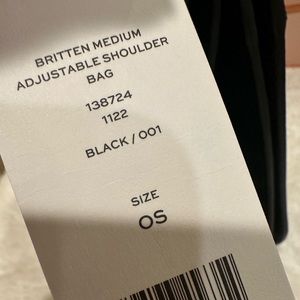 BRITTEN MEDIUM
ADJUSTABLE SHOULDER
BAG
138724
1122
BLACK / 001
SIZE
OS